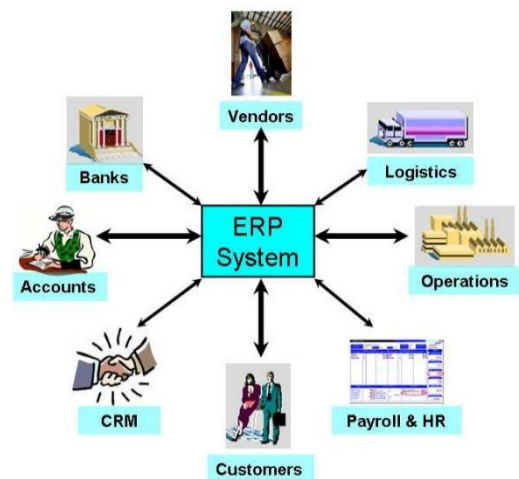 Vendors
Banks
Logistics
ERP
System
Accounts
Operations
CRM
Payroll & HR
Customers